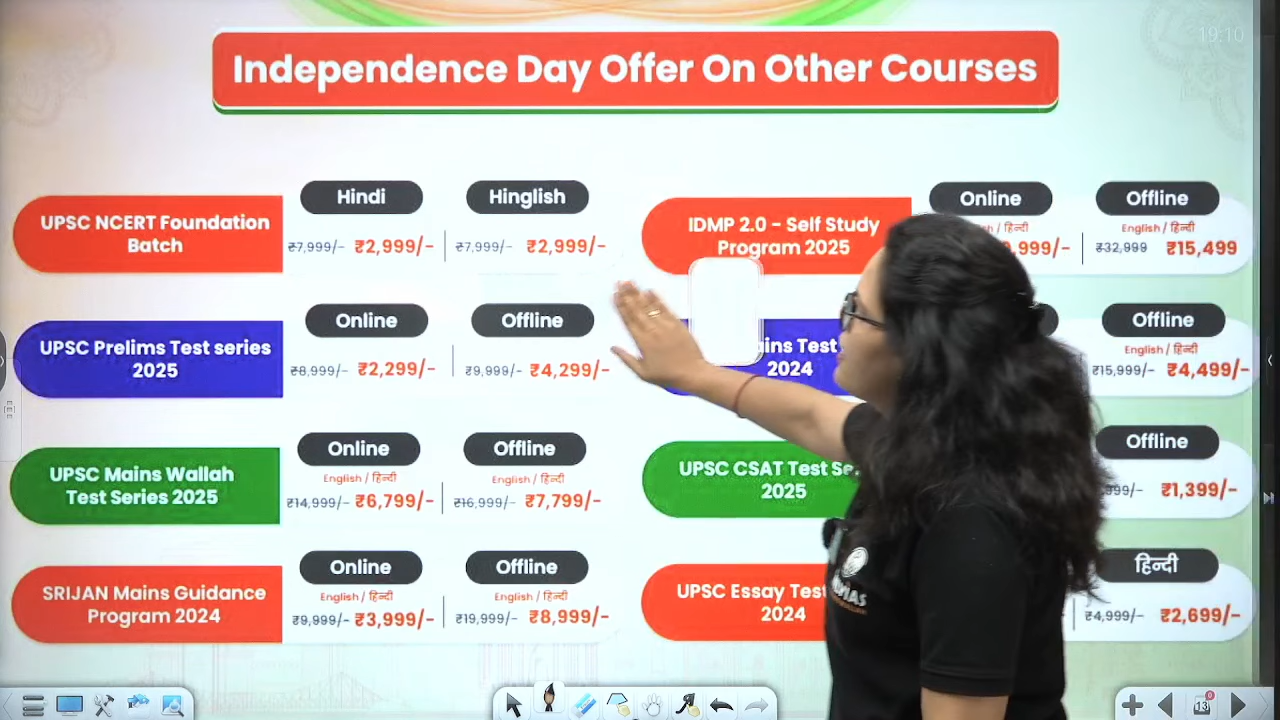 19:10
Independence Day Offer On Other Courses
Hindi
Hinglish
UPSC NCERT Foundation
Batch
₹7,999/- ₹2,999/-
₹7,999/- ₹2,999/-
Online
Offline
UPSC Prelims Test series
2025
₹8,999/- ₹2,299/-
₹9,999/- ₹4,299/-
Online
Offline
UPSC Mains Wallah
Test Series 2025
English / हिन्दी
English / हिन्दी
₹14,999/- ₹6,799/-
₹16,999/- ₹7,799/-
Online
Offline
SRIJAN Mains Guidance
Program 2024
English / हिन्दी
English / हिन्दी
₹9,999/- ₹3,999/-
₹19,999/- ₹8,999/-
Online
Offline
IDMP 2.0 - Self Study
Program 2025
हिन्दी
English / हिन्दी
,999/-
₹32,999 ₹15,499
Offline
Test
2024
English / हिन्दी
₹15,999/- ₹4,499/-
Offline
UPSC CSAT Test
2025
₹1,399/-
हिन्दी
UPSC Essay Test
2024
₹4,999/- ₹2,699/-
13